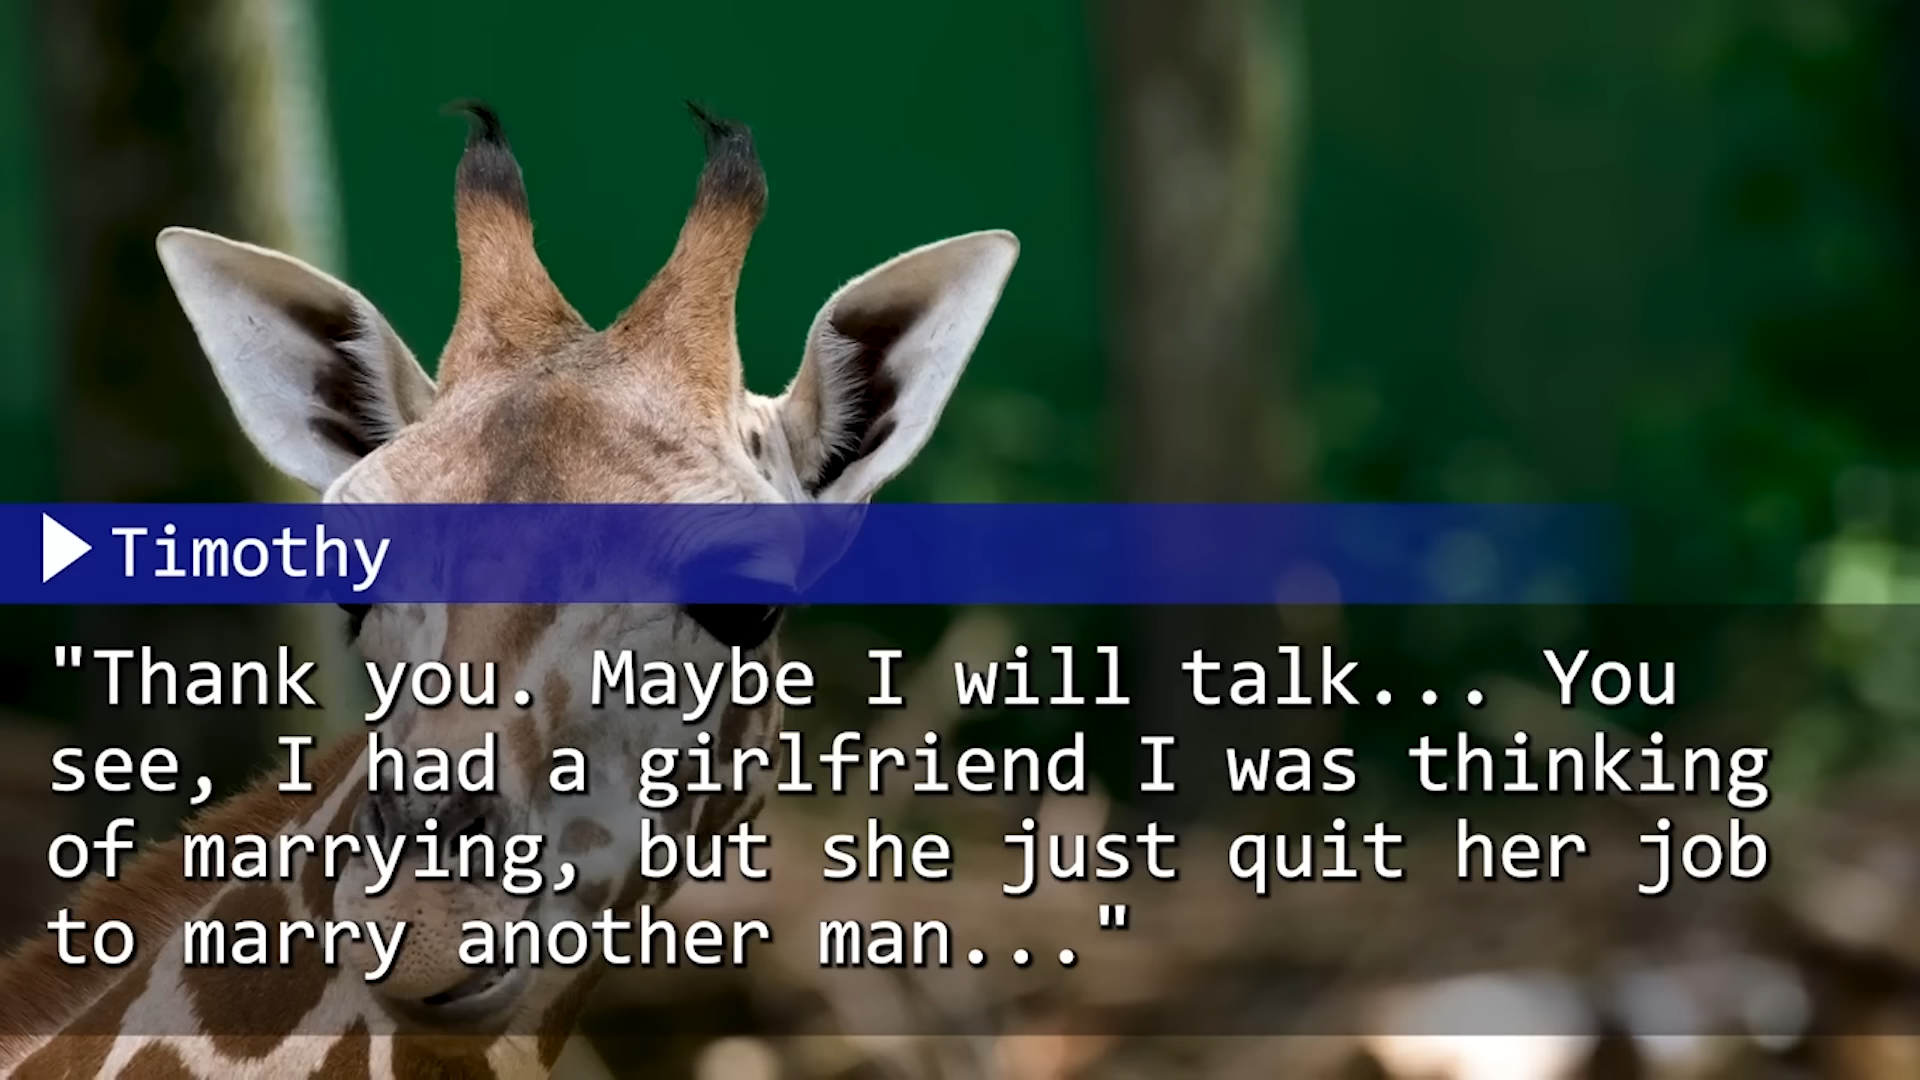 Timothy
"Thank you. Maybe I will talk... You
see, I had a girlfriend I was thinking
of marrying, but she just quit her job
to marry another man..."